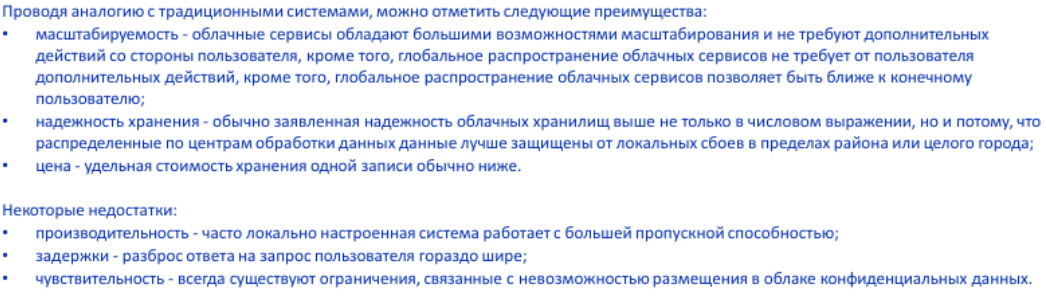 Проводя аналогию с традиционными системами, можно отметить следующие преимущества:
• масштабируемость - облачные сервисы обладают большими возможностями масштабирования и не требуют дополнительных
действий со стороны пользователя, кроме того, глобальное распространение облачных сервисов не требует от пользователя
дополнительных действий, кроме того, глобальное распространение облачных сервисов позволяет быть ближе к конечному
пользователю;
• надежность хранения - обычно заявленная надежность облачных хранилищ выше не только в числовом выражении, но и потому, что
распределенные по центрам обработки данных данные лучше защищены от локальных сбоев в пределах района или целого города;
• цена - удельная стоимость хранения одной записи обычно ниже.
Некоторые недостатки:
• производительность - часто локально настроенная система работает с большей пропускной способностью;
• задержки - разброс ответа на запрос пользователя гораздо шире;
• чувствительность - всегда существуют ограничения, связанные с невозможностью размещения в облаке конфиденциальных данных.